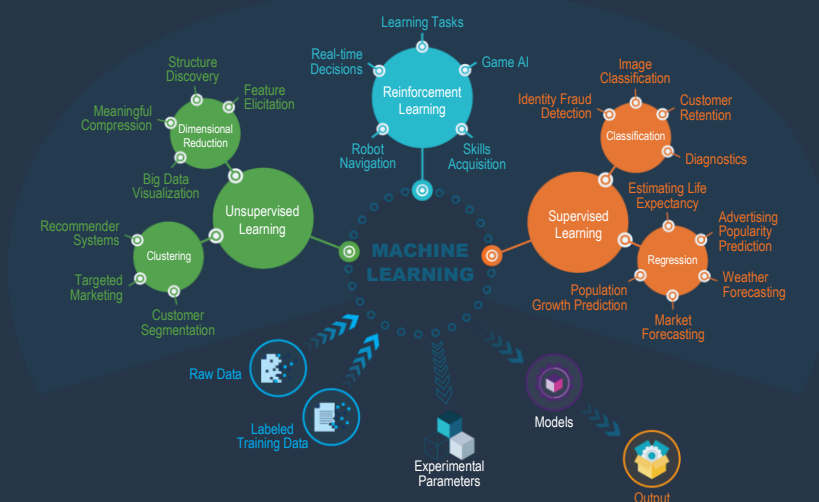 Learning Tasks
Real-time
Decisions
Game AI
Reinforcement
Learning
Robot
Navigation
Skills
Acquisition
Structure
Discovery
Feature
Elicitation
Meaningful
Compression
Dimensional
Reduction
Big Data
Visualization
Unsupervised
Learning
Recommender
Systems
Clustering
Targeted
Marketing
Customer
Segmentation
MACHINE
LEARNING
Image
Classification
Identity Fraud
Detection
Customer
Retention
Classification
Diagnostics
Supervised
Learning
Estimating Life
Expectancy
Advertising
Popularity
Prediction
Regression
Weather
Forecasting
Population
Growth Prediction
Market
Forecasting
Raw Data
Labeled
Training Data
Experimental
Parameters
Models
Output